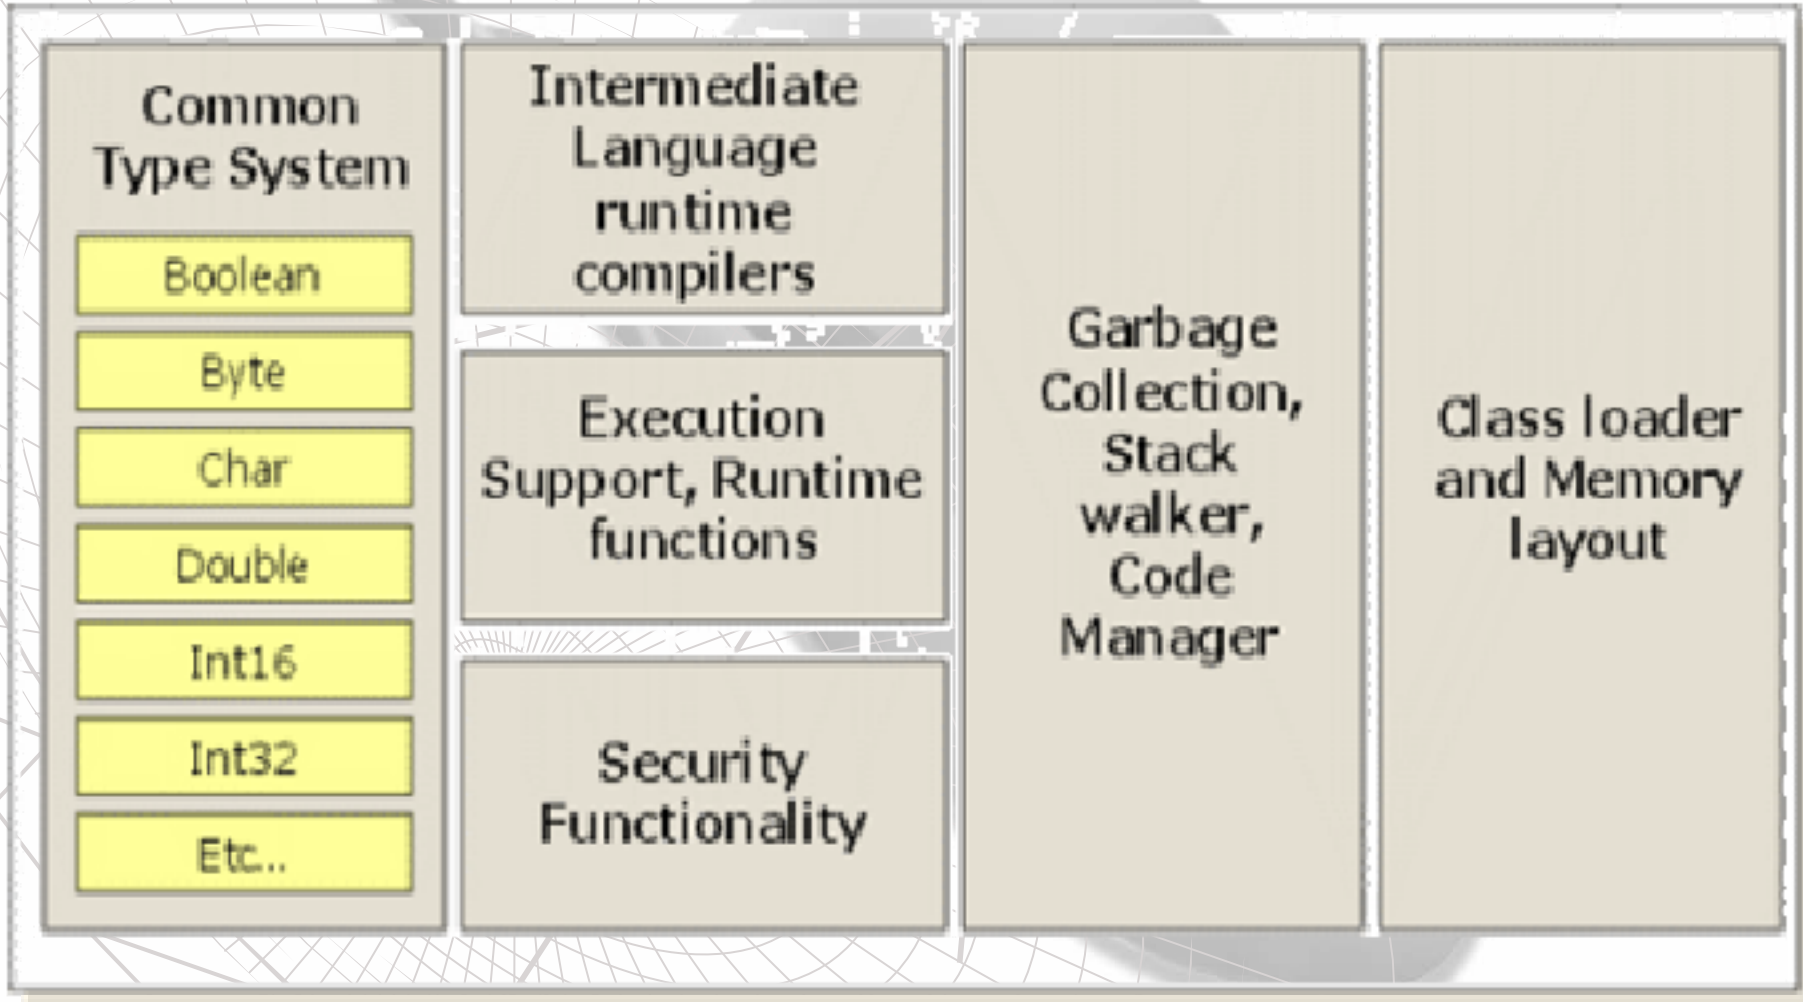 Common
Type System
Boolean
Byte
Char
Double
Int16
Int32
Etc...
Intermediate
Language
runtime
compilers
Execution
Support, Runtime
functions
Security
Functionality
Garbage
Collection,
Stack
walker,
Code
Manager
Class loader
and Memory
layout